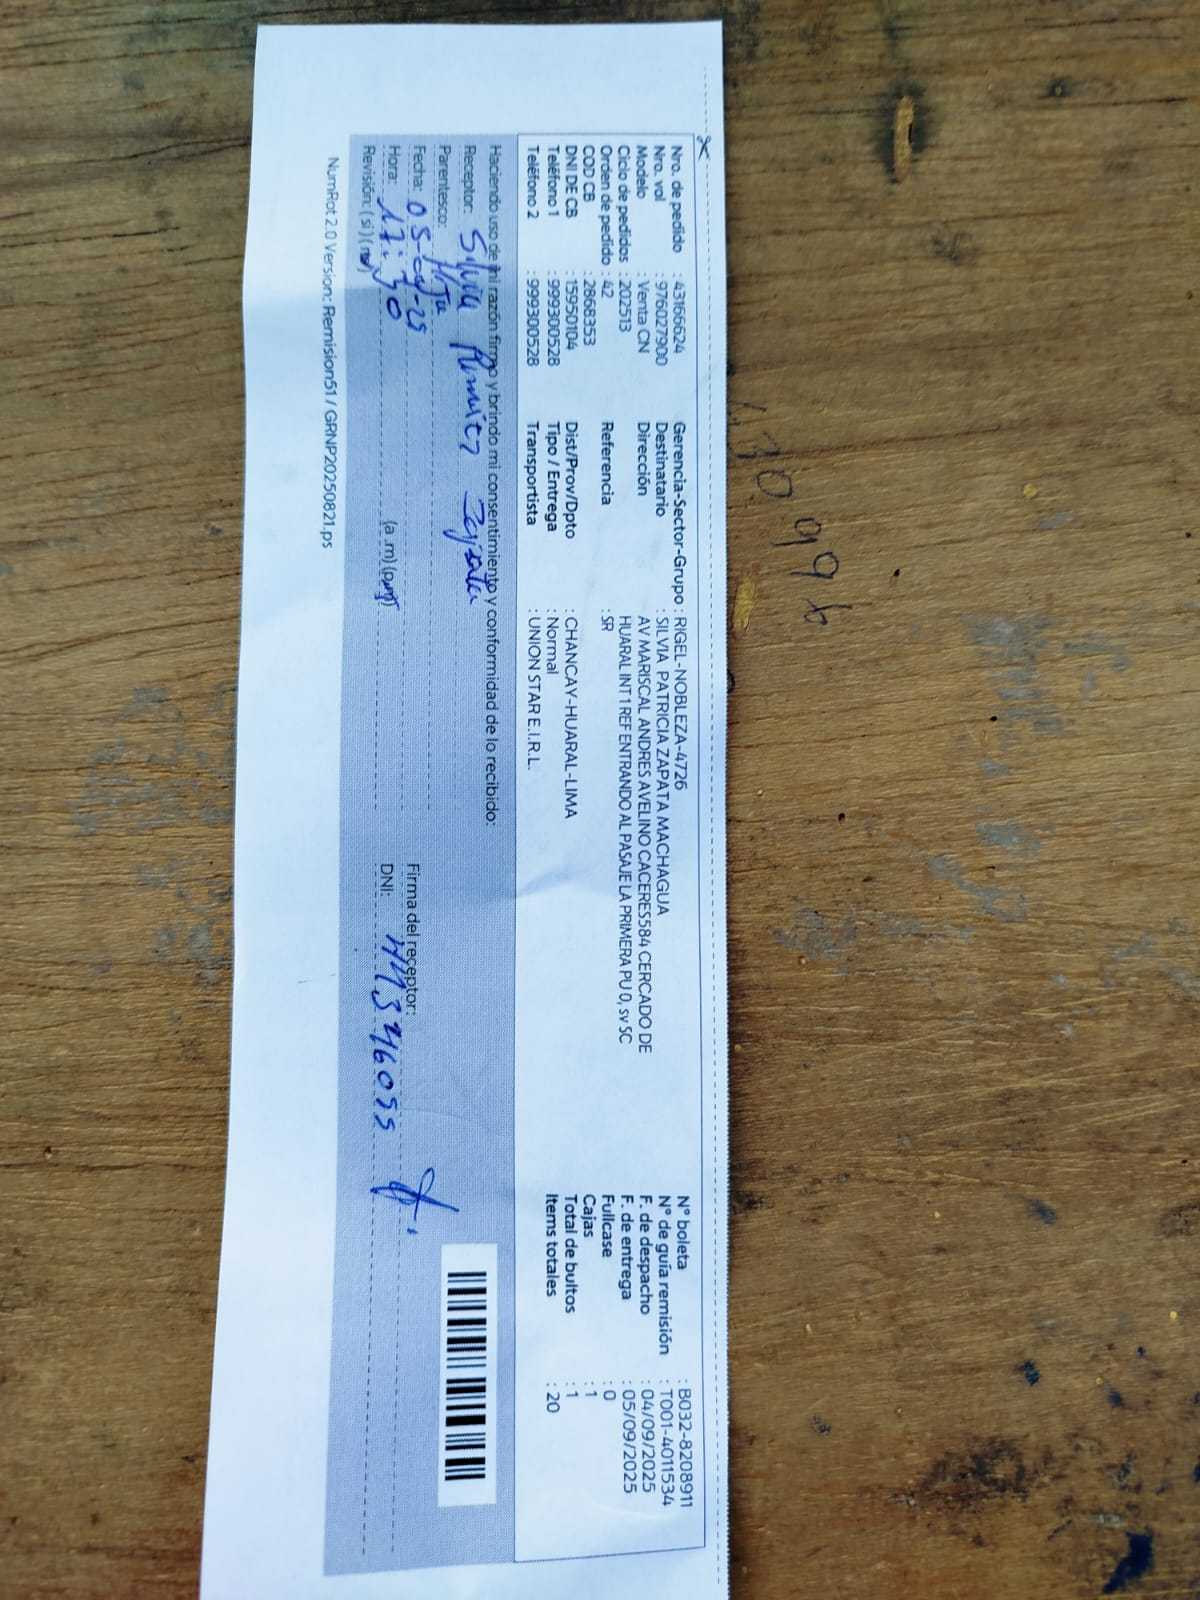 Nro. de pedido : 43166624
Nro. vol : 976027900
Modelo : Venta CN
Ciclo de pedidos : 202513
Orden de pedido : 42
COD CB : 2868353
DNI DE CB : 15950104
Teléfono 1 : 999300528
Teléfono 2 : 999300528
Gerencia-Sector-Grupo : RIGEL-NOBLEZA-4726
Destinatario : SILVIA PATRICIA ZAPATA MACHAGUA
Dirección AV MARISCAL ANDRES AVELINO CACERES584 CERCADO DE
HUARAL INT 1 REF ENTRANDO AL PASAJE LA PRIMERA PU 0, sv SC
Referencia : SR
Dist/Prov/Dpto : CHANCAY-HUARAL-LIMA
Tipo / Entrega : Normal
Transportista : UNION STAR E.I.R.L.
N° boleta : B032-8208911
N° de guía remisión : T001-4011534
F. de despacho : 04/09/2025
F. de entrega : 05/09/2025
Fullcase : 0
Cajas : 1
Total de bultos : 1
Items totales : 20
Haciendo uso de mi razón firmo y brindo mi consentimiento y conformidad de lo recibido:
Receptor: Silvia
Parentesco: Hija
Fecha: 05-09-25
Hora: 17:30 (a.m) (p.m)
Revisión: (si) (no)
Firma del receptor:
DNI: 44346055
NumRot 2.0 Version: Remision51 / GRNP20250821.ps